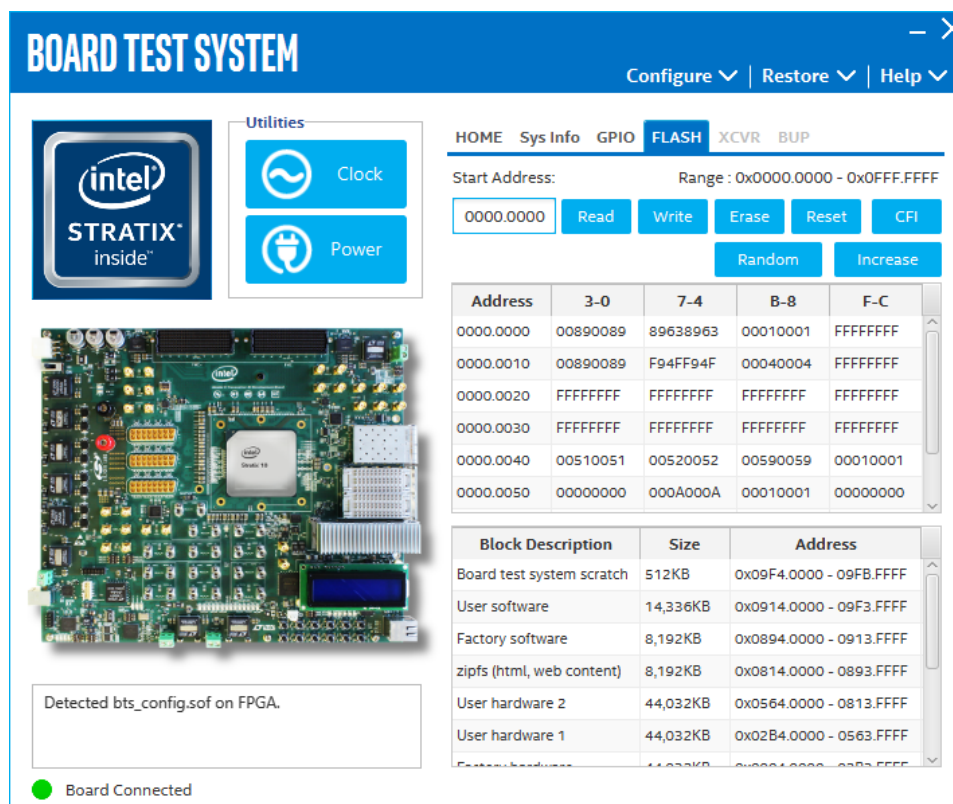 BOARD TEST SYSTEM
Configure | Restore | Help
intel
STRATIX
inside™
Utilities
Clock
Power
intel
intel
Stratix 10
Detected bts_config.sof on FPGA.
Board Connected
HOME Sys Info GPIO FLASH XCVR BUP
Start Address: Range : 0x0000.0000 - 0x0FFF.FFFF
0000.0000 Read Write Erase Reset CFI
Random Increase
Address 3-0 7-4 B-8 F-C
0000.0000 00890089 89638963 00010001 FFFFFFFF
0000.0010 00890089 F94FF94F 00040004 FFFFFFFF
0000.0020 FFFFFFFF FFFFFFFF FFFFFFFF FFFFFFFF
0000.0030 FFFFFFFF FFFFFFFF FFFFFFFF FFFFFFFF
0000.0040 00510051 00520052 00590059 00010001
0000.0050 00000000 000A000A 00010001 00000000
Block Description Size Address
Board test system scratch 512KB 0x09F4.0000 - 09FB.FFFF
User software 14,336KB 0x0914.0000 - 09F3.FFFF
Factory software 8,192KB 0x0894.0000 - 0913.FFFF
zipfs (html, web content) 8,192KB 0x0814.0000 - 0893.FFFF
User hardware 2 44,032KB 0x0564.0000 - 0813.FFFF
User hardware 1 44,032KB 0x02B4.0000 - 0563.FFFF